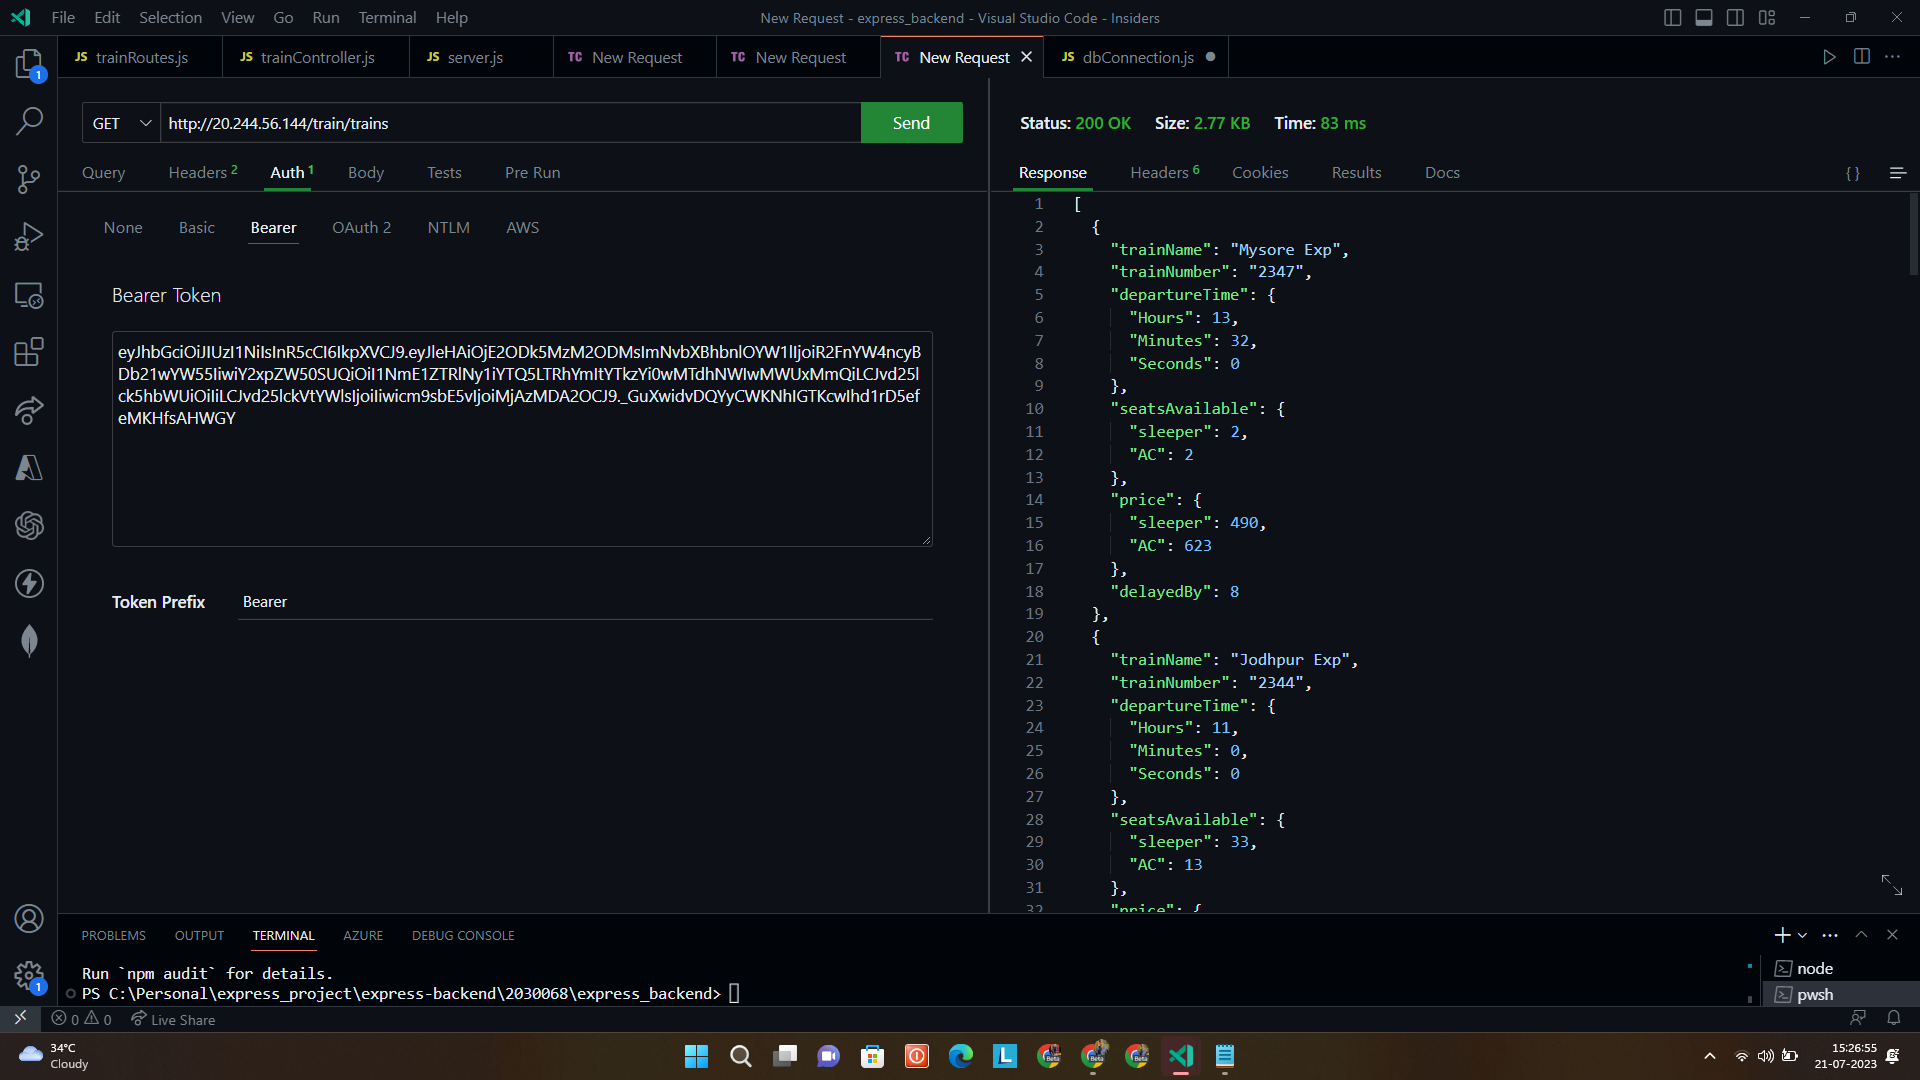 File Edit Selection View Go Run Terminal Help
New Request - express_backend - Visual Studio Code - Insiders
JS trainRoutes.js
JS trainController.js
JS server.js
TC New Request
TC New Request
TC New Request
JS dbConnection.js
GET
http://20.244.56.144/train/trains
Send
Query Headers 2 Auth 1 Body Tests Pre Run
None Basic Bearer OAuth 2 NTLM AWS
Bearer Token
Token Prefix Bearer
Status: 200 OK Size: 2.77 KB Time: 83 ms
Response Headers 6 Cookies Results Docs
{ }
1 [
2 {
3 "trainName": "Mysore Exp",
4 "trainNumber": "2347",
5 "departureTime": {
6 "Hours": 13,
7 "Minutes": 32,
8 "Seconds": 0
9 },
10 "seatsAvailable": {
11 "sleeper": 2,
12 "AC": 2
13 },
14 "price": {
15 "sleeper": 490,
16 "AC": 623
17 },
18 "delayedBy": 8
19 },
20 {
21 "trainName": "Jodhpur Exp",
22 "trainNumber": "2344",
23 "departureTime": {
24 "Hours": 11,
25 "Minutes": 0,
26 "Seconds": 0
27 },
28 "seatsAvailable": {
29 "sleeper": 33,
30 "AC": 13
31 },
32 "price": {
PROBLEMS OUTPUT TERMINAL AZURE DEBUG CONSOLE
Run `npm audit` for details.
PS C:\Personal\express_project\express-backend\2030068\express_backend>
node
pwsh
0 0 Live Share
34°C
Cloudy
15:26:55
21-07-2023